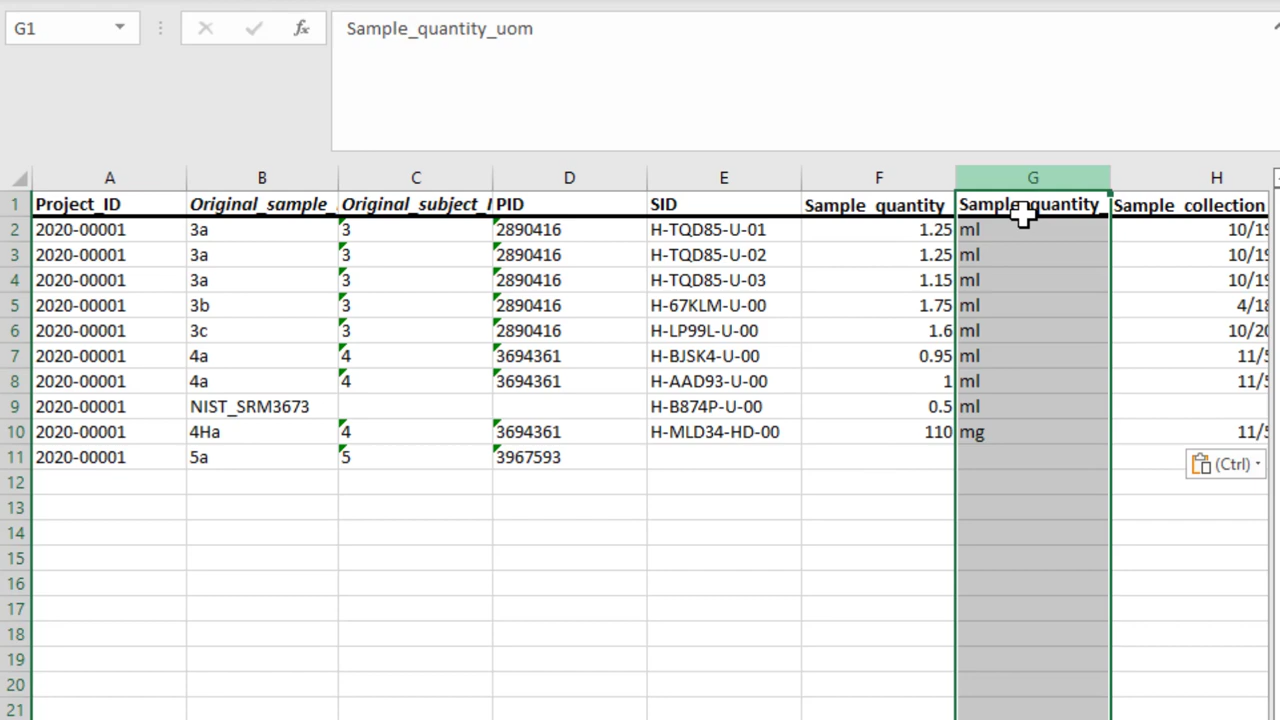 G1 fx Sample_quantity_uom
A B C D E F G H
1 Project_ID Original_sample_ Original_subject_I PID SID Sample_quantity Sample_quantity_ Sample_collection
2 2020-00001 3a 3 2890416 H-TQD85-U-01 1.25 ml 10/19
3 2020-00001 3a 3 2890416 H-TQD85-U-02 1.25 ml 10/19
4 2020-00001 3a 3 2890416 H-TQD85-U-03 1.15 ml 10/19
5 2020-00001 3b 3 2890416 H-67KLM-U-00 1.75 ml 4/18
6 2020-00001 3c 3 2890416 H-LP99L-U-00 1.6 ml 10/20
7 2020-00001 4a 4 3694361 H-BJSK4-U-00 0.95 ml 11/5
8 2020-00001 4a 4 3694361 H-AAD93-U-00 1 ml 11/5
9 2020-00001 NIST_SRM3673 H-B874P-U-00 0.5 ml
10 2020-00001 4Ha 4 3694361 H-MLD34-HD-00 110 mg 11/5
11 2020-00001 5a 5 3967593
(Ctrl)
12
13
14
15
16
17
18
19
20
21